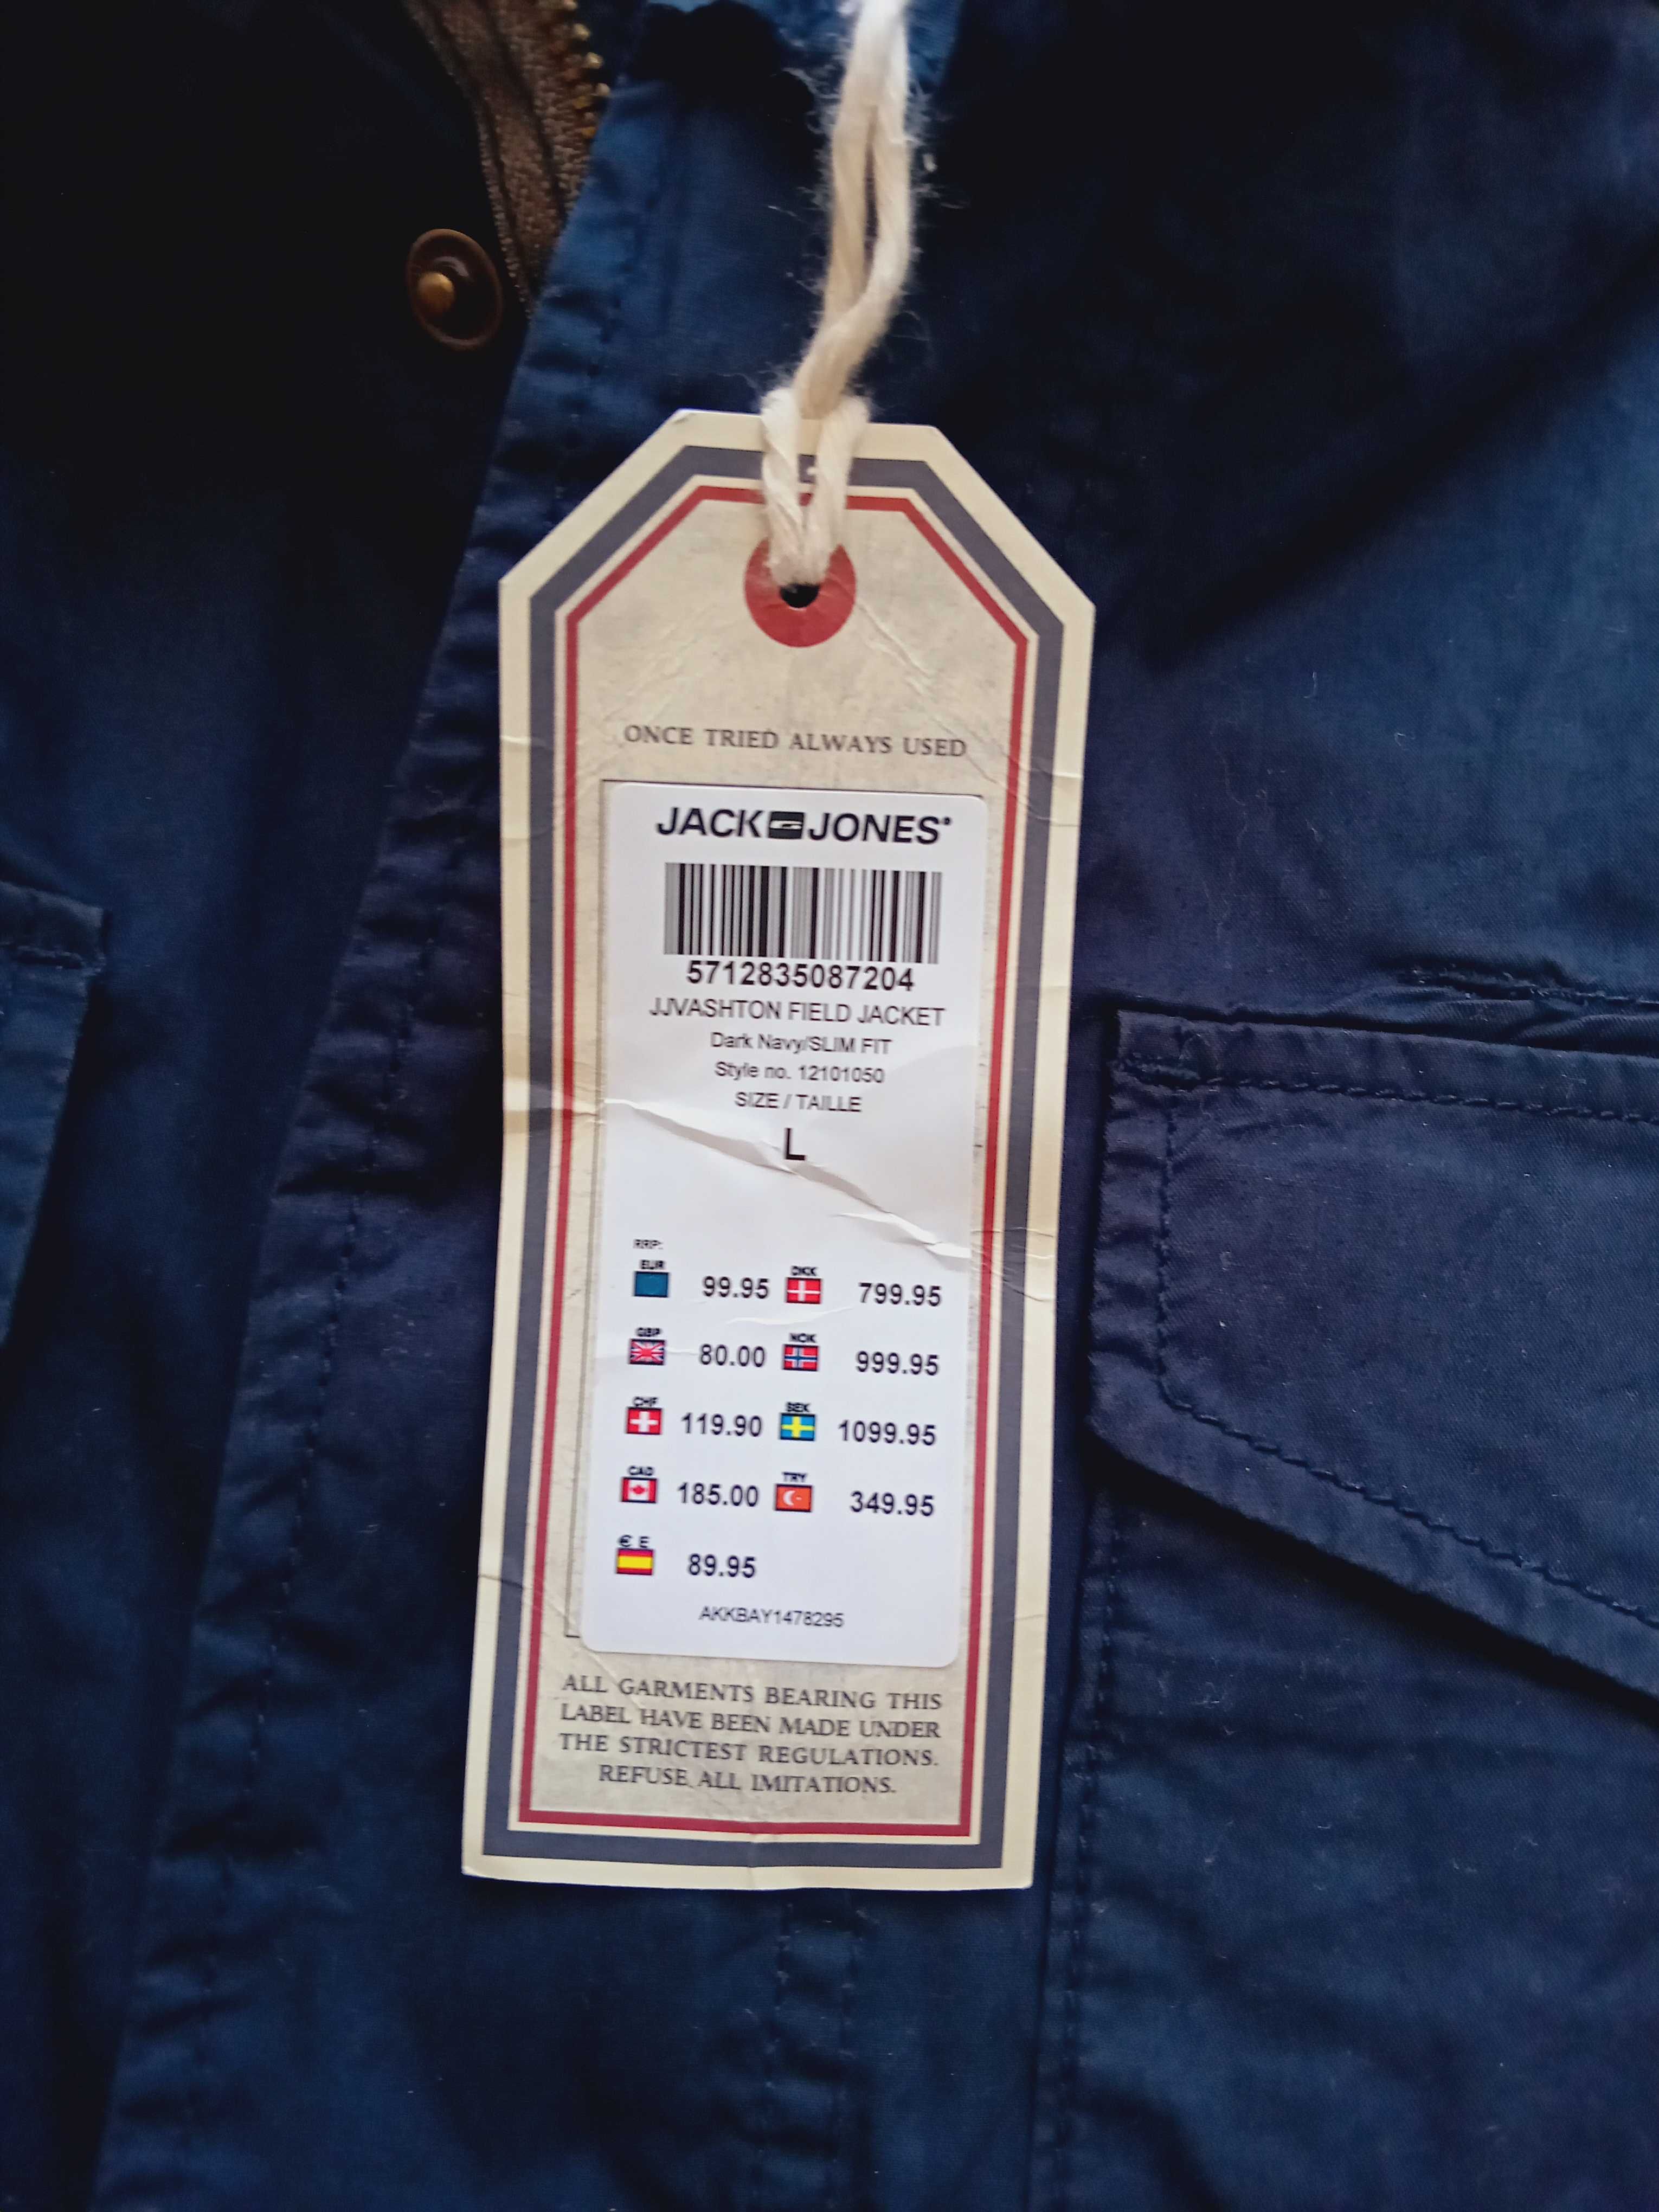 ONCE TRIED ALWAYS USED
JACK JONES®
5712835087204
JJVASHTON FIELD JACKET
Dark Navy/SLIM FIT
Style no. 12101050
SIZE / TAILLE
L
RRP:
EUR 99.95 DKK 799.95
GBP 80.00 NOK 999.95
CHF 119.90 SEK 1099.95
CAD 185.00 TRY 349.95
€ E 89.95
AKKBAY1478295
ALL GARMENTS BEARING THIS
LABEL HAVE BEEN MADE UNDER
THE STRICTEST REGULATIONS.
REFUSE ALL IMITATIONS.